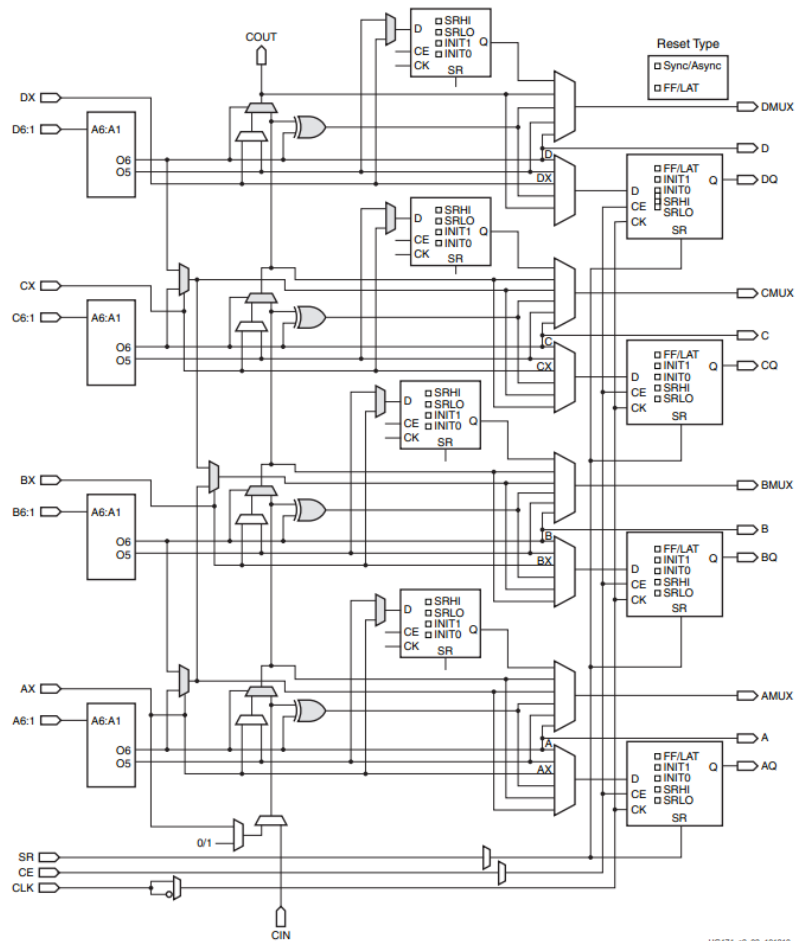 COUT
D
SRHI
SRLO
INIT1
INIT0
Q
CE
CK
SR
Reset Type
Sync/Async
FF/LAT
DX
D6:1
A6:A1
O6
O5
D
DX
DMUX
D
FF/LAT
INIT1
INIT0
SRHI
SRLO
D
CE
CK
Q
SR
DQ
D
SRHI
SRLO
INIT1
INIT0
Q
CE
CK
SR
CX
C6:1
A6:A1
O6
O5
C
CX
CMUX
C
FF/LAT
INIT1
INIT0
SRHI
SRLO
D
CE
CK
Q
SR
CQ
D
SRHI
SRLO
INIT1
INIT0
Q
CE
CK
SR
BX
B6:1
A6:A1
O6
O5
B
BX
BMUX
B
FF/LAT
INIT1
INIT0
SRHI
SRLO
D
CE
CK
Q
SR
BQ
D
SRHI
SRLO
INIT1
INIT0
Q
CE
CK
SR
AX
A6:1
A6:A1
O6
O5
A
AX
AMUX
A
FF/LAT
INIT1
INIT0
SRHI
SRLO
D
CE
CK
Q
SR
AQ
0/1
SR
CE
CLK
CIN